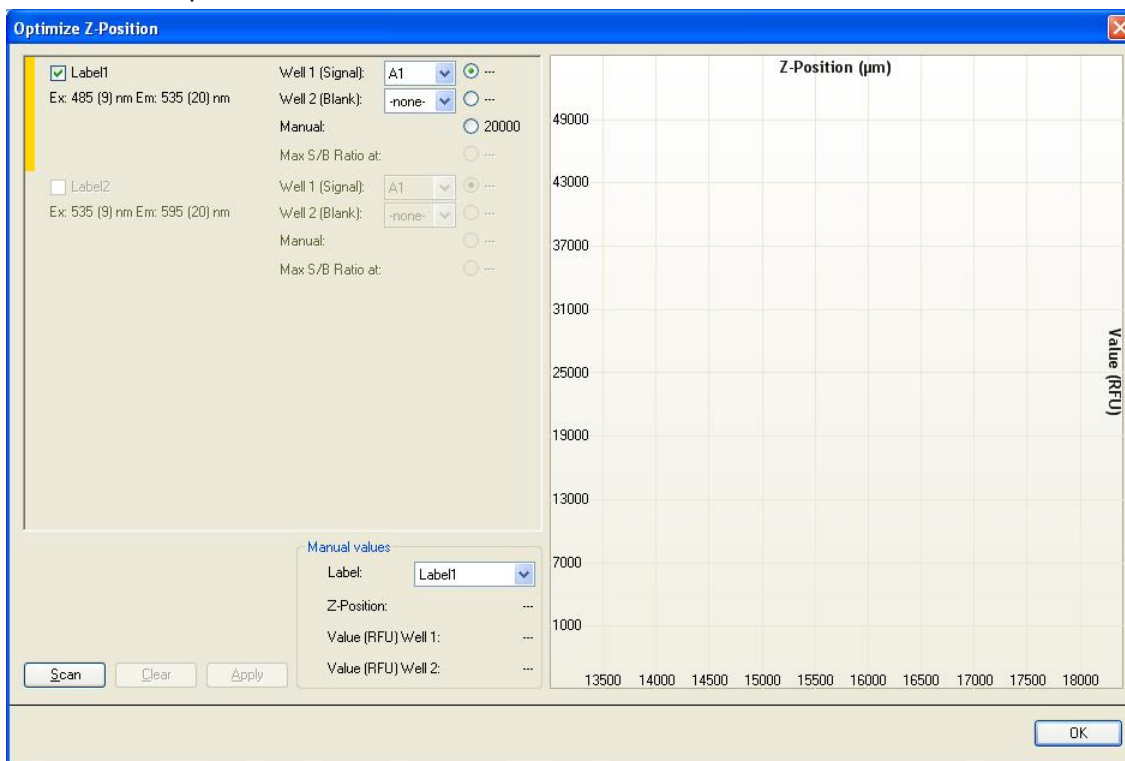 Optimize Z-Position
Label1 Well 1 (Signal): A1 ---
Ex: 485 (9) nm Em: 535 (20) nm Well 2 (Blank): -none- ---
Manual: 20000
Max S/B Ratio at: ---
Label2 Well 1 (Signal): A1 ---
Ex: 535 (9) nm Em: 595 (20) nm Well 2 (Blank): -none- ---
Manual: ---
Max S/B Ratio at: ---
Manual values
Label: Label1
Z-Position: ---
Value (RFU) Well 1: ---
Value (RFU) Well 2: ---
Scan Clear Apply
Z-Position (µm)
49000
43000
37000
31000
25000
19000
13000
7000
1000
Value (RFU)
13500 14000 14500 15000 15500 16000 16500 17000 17500 18000
OK